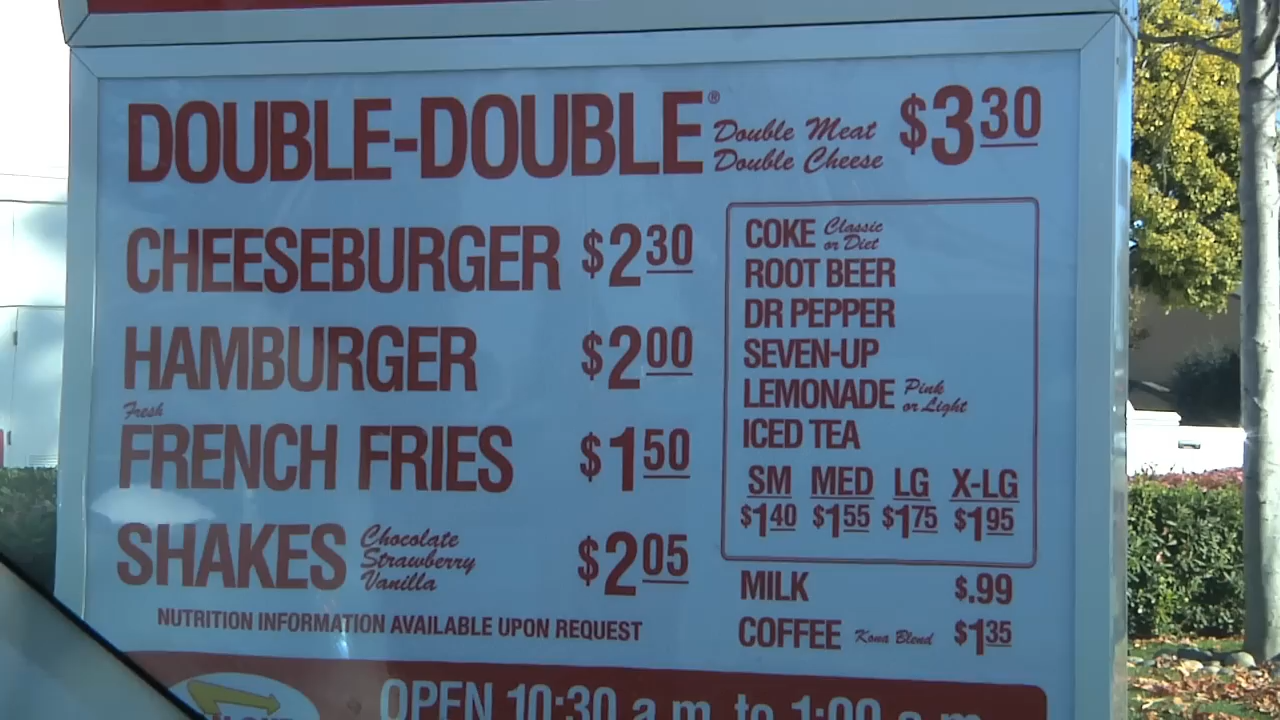 DOUBLE-DOUBLE® Double Meat Double Cheese $3.30
CHEESEBURGER $2.30
HAMBURGER $2.00
Fresh
FRENCH FRIES $1.50
SHAKES Chocolate Strawberry Vanilla $2.05
NUTRITION INFORMATION AVAILABLE UPON REQUEST
COKE Classic or Diet
ROOT BEER
DR PEPPER
SEVEN-UP
LEMONADE Pink or Light
ICED TEA
SM MED LG X-LG
$1.40 $1.55 $1.75 $1.95
MILK $.99
COFFEE Kona Blend $1.35
OPEN 10:30 a.m. to 1:00 a.m.